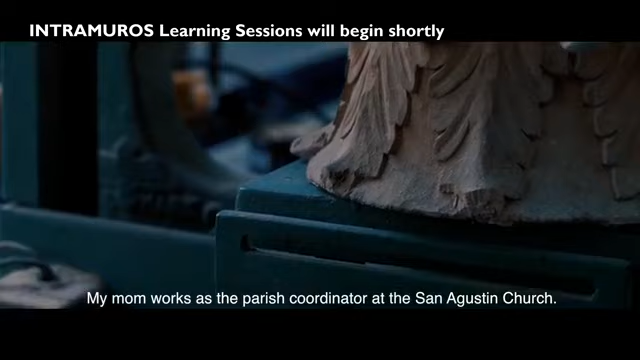 INTRAMUROS Learning Sessions will begin shortly
My mom works as the parish coordinator at the San Agustin Church.